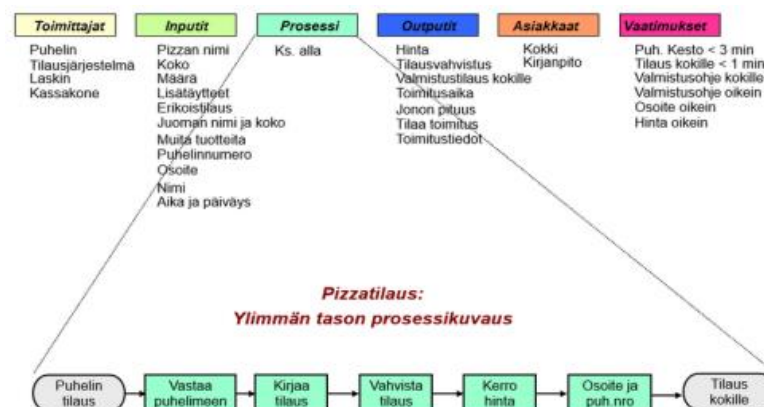 Toimittajat
Puhelin
Tilausjärjestelmä
Laskin
Kassakone
Inputit
Pizzan nimi
Koko
Määrä
Lisätäytteet
Erikoistilaus
Juoman nimi ja koko
Muita tuotteita
Puhelinnumero
Osoite
Nimi
Aika ja päiväys
Prosessi
Ks. alla
Outputit
Hinta
Tilausvahvistus
Valmistustilaus kokille
Toimitusaika
Jonon pituus
Tilaa toimitus
Toimitustiedot
Asiakkaat
Kokki
Kirjanpito
Vaatimukset
Puh. Kesto < 3 min
Tilaus kokille < 1 min
Valmistusohje kokille
Valmistusohje oikein
Osoite oikein
Hinta oikein
Pizzatilaus:
Ylimmän tason prosessikuvaus
Puhelin
tilaus
Vastaa
puhelimeen
Kirjaa
tilaus
Vahvista
tilaus
Kerro
hinta
Osoite ja
puh.nro
Tilaus
kokille